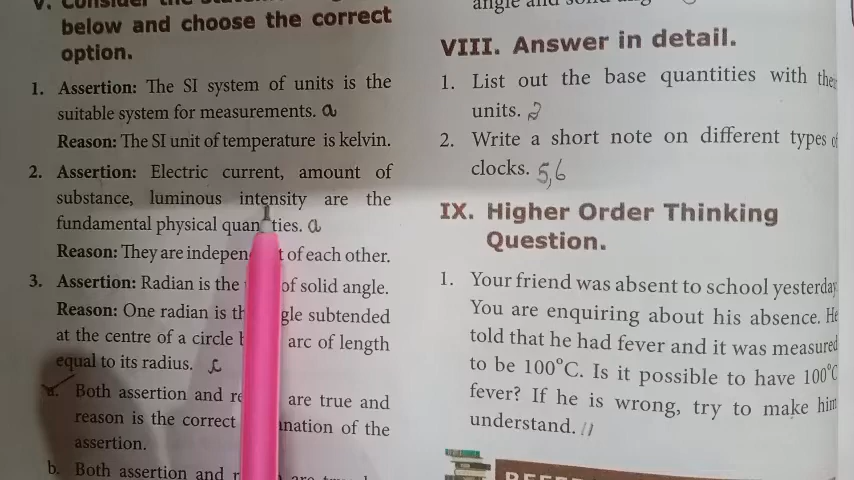 below and choose the correct
option.
1. Assertion: The SI system of units is the
suitable system for measurements. a
Reason: The SI unit of temperature is kelvin.
2. Assertion: Electric current, amount of
substance, luminous intensity are the
fundamental physical quan ties. a
Reason: They are indepen t of each other.
3. Assertion: Radian is the of solid angle.
Reason: One radian is th gle subtended
at the centre of a circle arc of length
equal to its radius. c
a. Both assertion and re are true and
reason is the correct anation of the
assertion.
b. Both assertion and
VIII. Answer in detail.
1. List out the base quantities with their
units. 2
2. Write a short note on different types of
clocks. 5,6
IX. Higher Order Thinking
Question.
1. Your friend was absent to school yesterday
You are enquiring about his absence. He
told that he had fever and it was measured
to be 100°C. Is it possible to have 100°C
fever? If he is wrong, try to make him
understand. 11